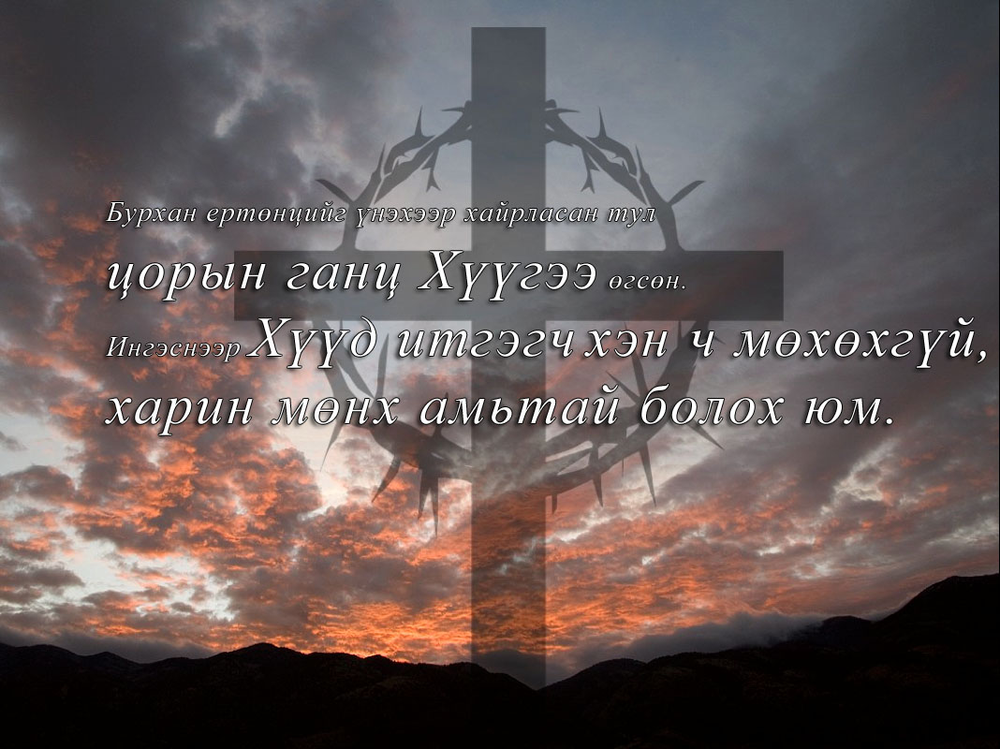 Бурхан ертөнцийг үнэхээр хайрласан тул
цорын ганц Хүүгээ өгсөн.
Ингэснээр Хүүд итгэгч хэн ч мөхөхгүй,
харин мөнх амьтай болох юм.